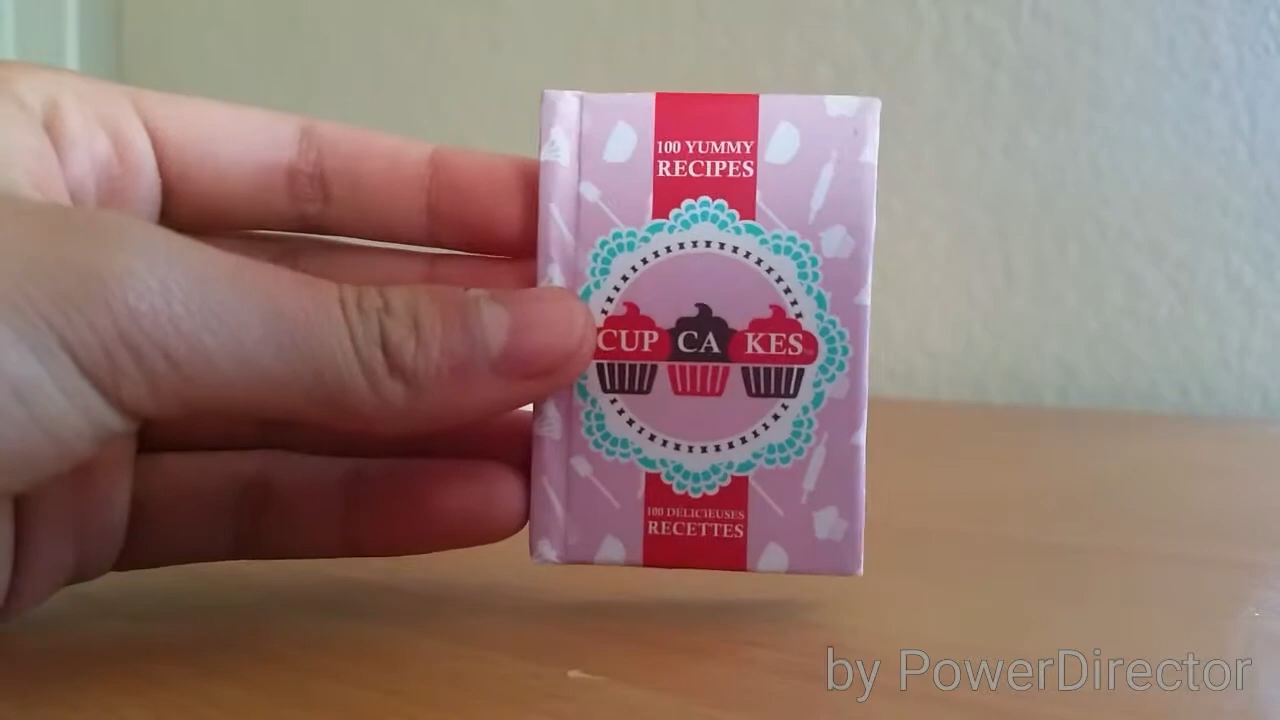 100 YUMMY
RECIPES
CUP CA KES
100 DÉLICIEUSES
RECETTES
by PowerDirector